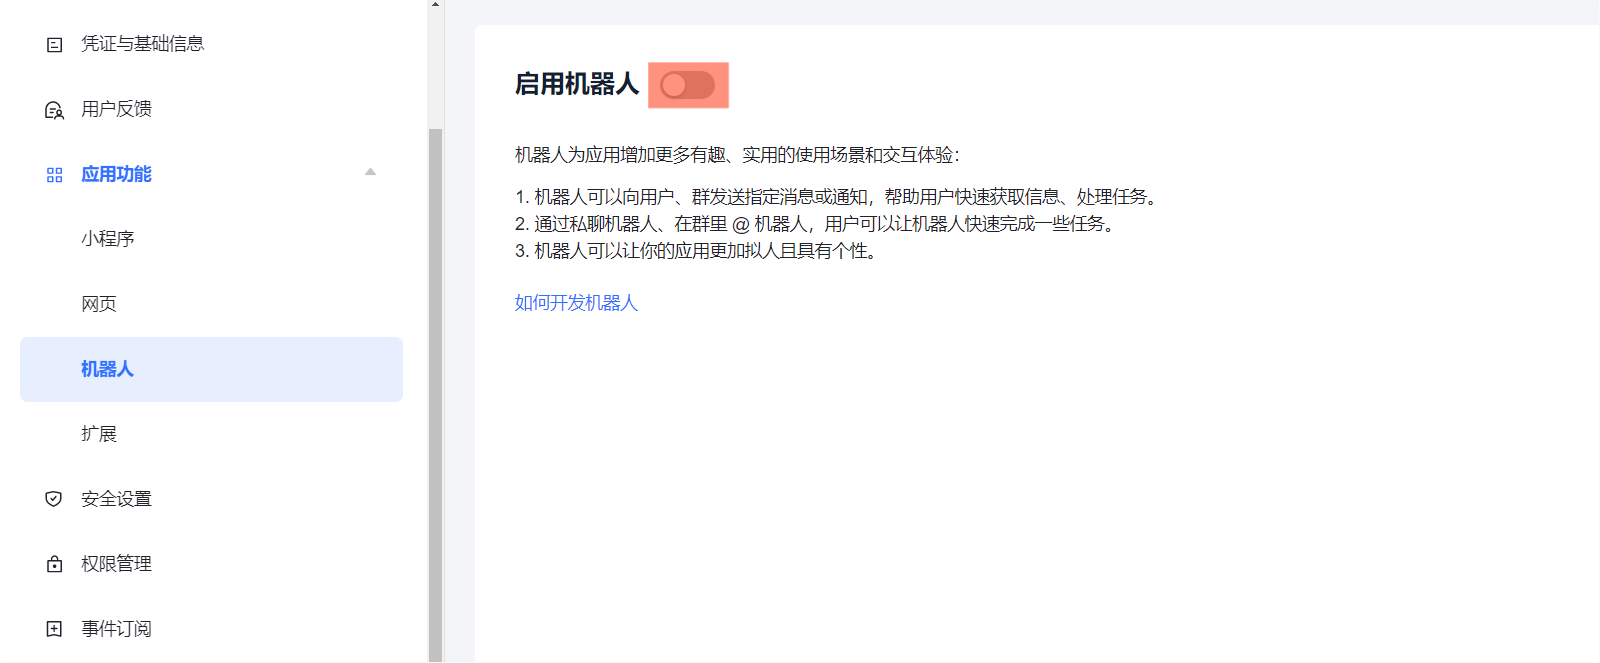 凭证与基础信息
用户反馈
应用功能
小程序
网页
机器人
扩展
安全设置
权限管理
事件订阅
启用机器人
机器人为应用增加更多有趣、实用的使用场景和交互体验：
1. 机器人可以向用户、群发送指定消息或通知，帮助用户快速获取信息、处理任务。
2. 通过私聊机器人、在群里 @ 机器人，用户可以让机器人快速完成一些任务。
3. 机器人可以让你的应用更加拟人且具有个性。
如何开发机器人